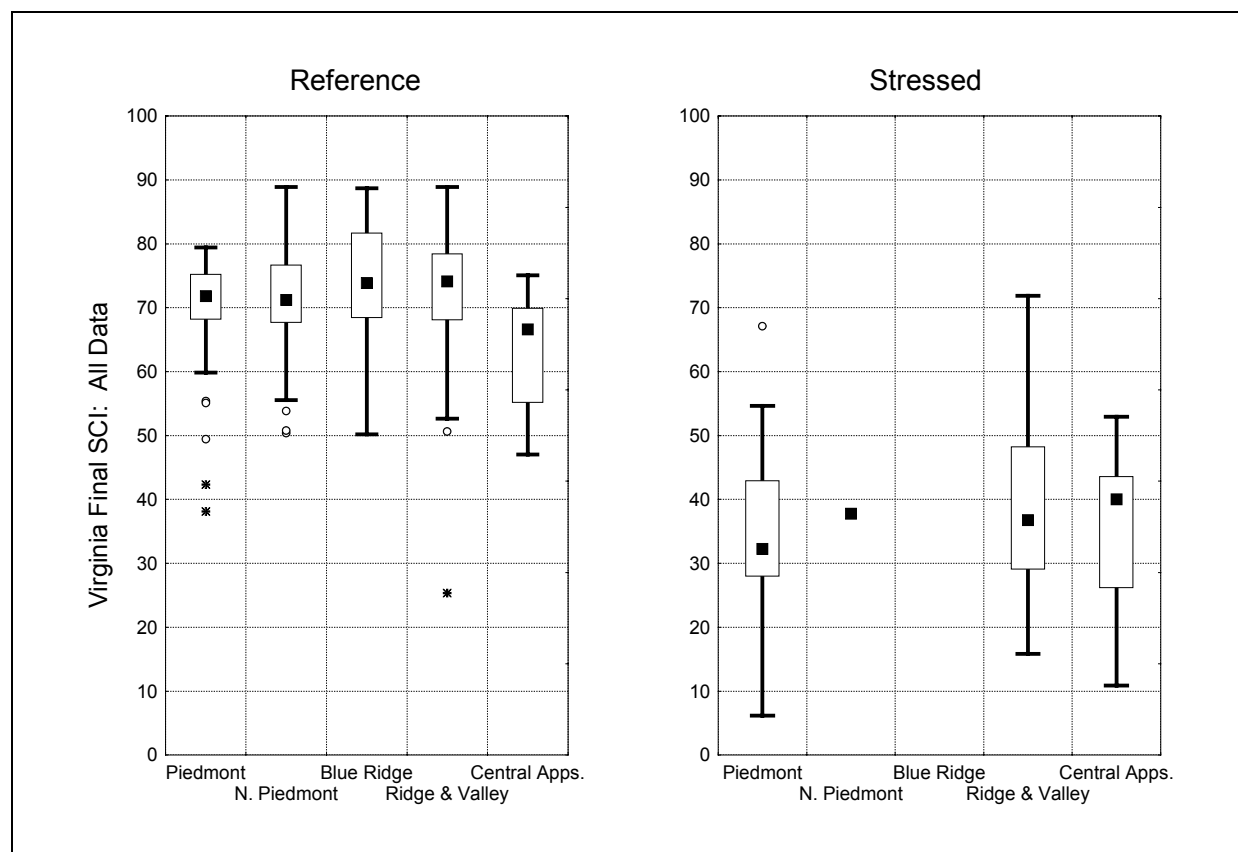 Reference
Stressed
Virginia Final SCI: All Data
100
90
80
70
60
50
40
30
20
10
0
Piedmont
N. Piedmont
Blue Ridge
Ridge & Valley
Central Apps.
100
90
80
70
60
50
40
30
20
10
0
Piedmont
N. Piedmont
Blue Ridge
Ridge & Valley
Central Apps.